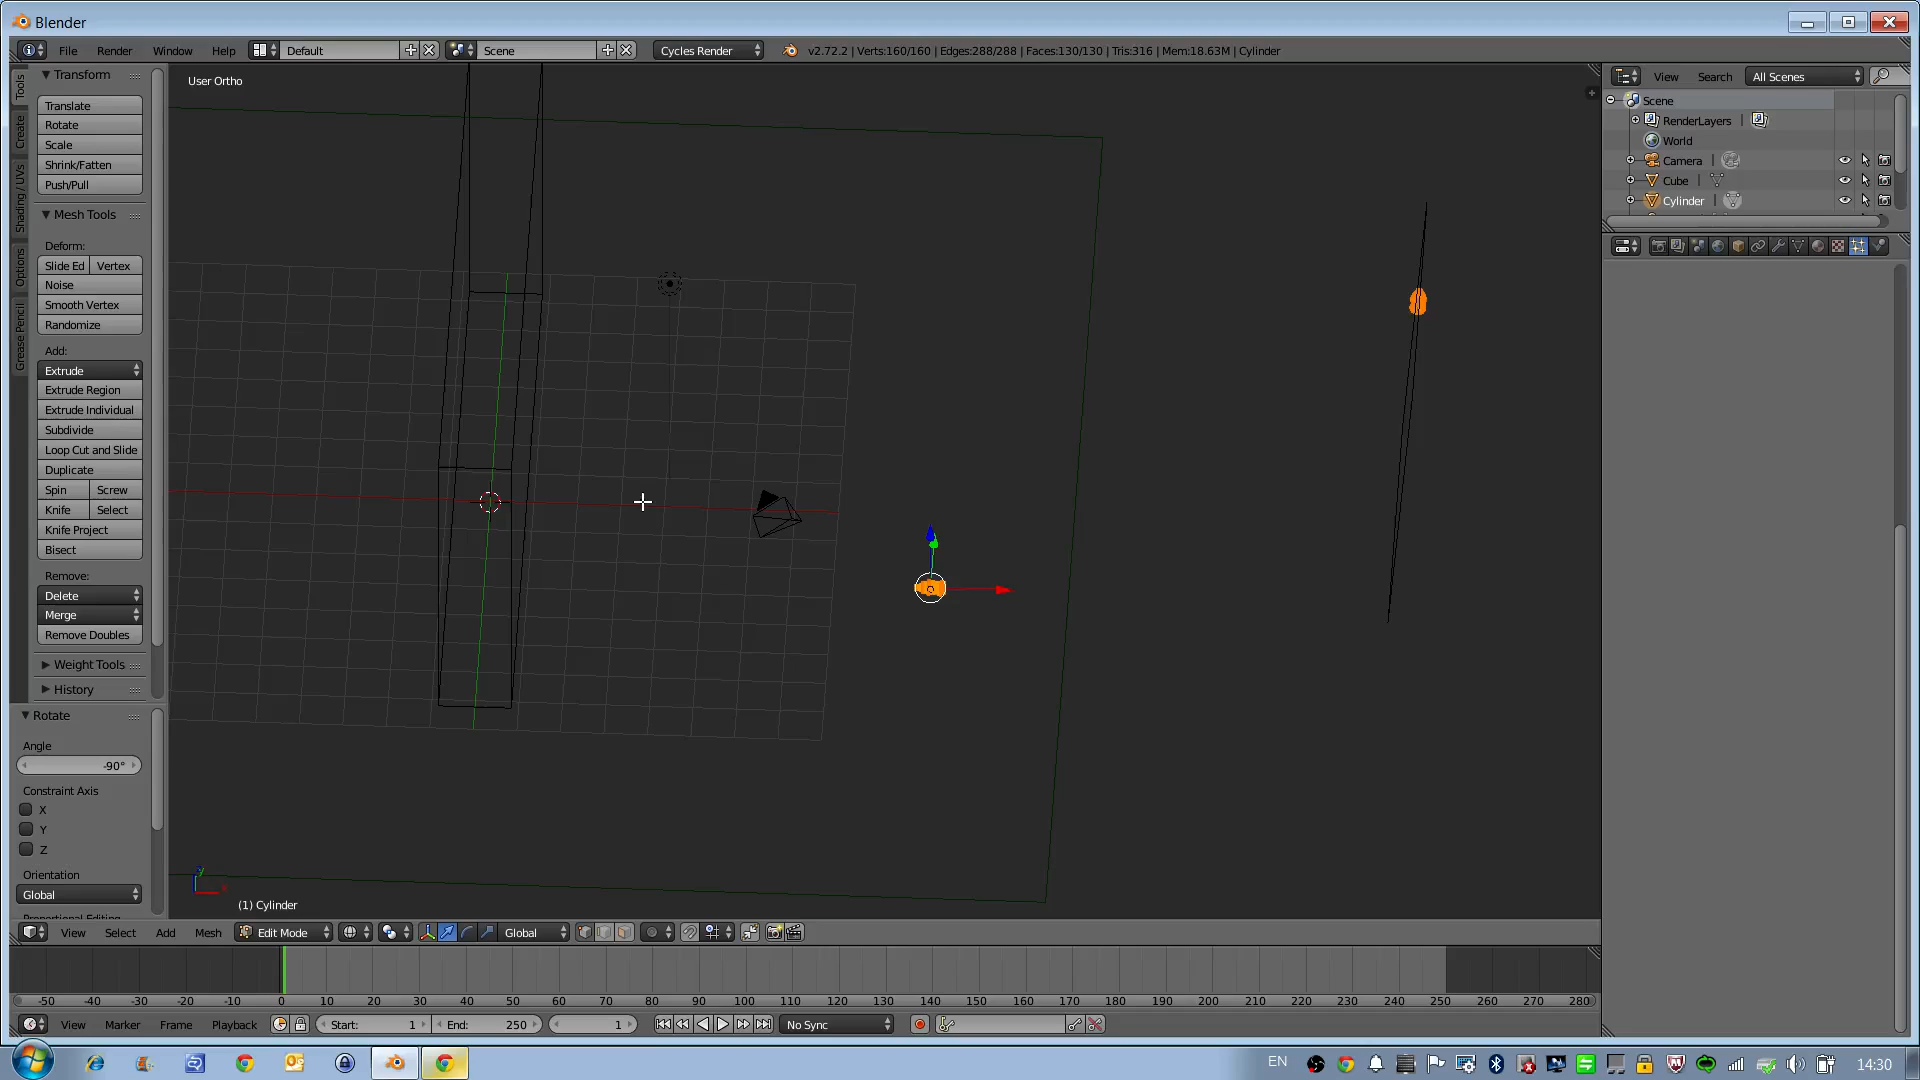 Blender
File Render Window Help Default Scene Cycles Render v2.72.2 | Verts:160/160 | Edges:288/288 | Faces:130/130 | Tris:316 | Mem:18.63M | Cylinder
Tools
Create
Shading / UVs
Options
Grease Pencil
Transform
Translate
Rotate
Scale
Shrink/Fatten
Push/Pull
Mesh Tools
Deform:
Slide Ed Vertex
Noise
Smooth Vertex
Randomize
Add:
Extrude
Extrude Region
Extrude Individual
Subdivide
Loop Cut and Slide
Duplicate
Spin Screw
Knife Select
Knife Project
Bisect
Remove:
Delete
Merge
Remove Doubles
Weight Tools
History
Rotate
Angle
-90°
Constraint Axis
X
Y
Z
Orientation
Global
User Ortho
(1) Cylinder
View Search All Scenes
Scene
RenderLayers
World
Camera
Cube
Cylinder
View Select Add Mesh Edit Mode Global
-50 -40 -30 -20 -10 0 10 20 30 40 50 60 70 80 90 100 110 120 130 140 150 160 170 180 190 200 210 220 230 240 250 260 270 280
View Marker Frame Playback Start: 1 End: 250 1 No Sync
EN 14:30